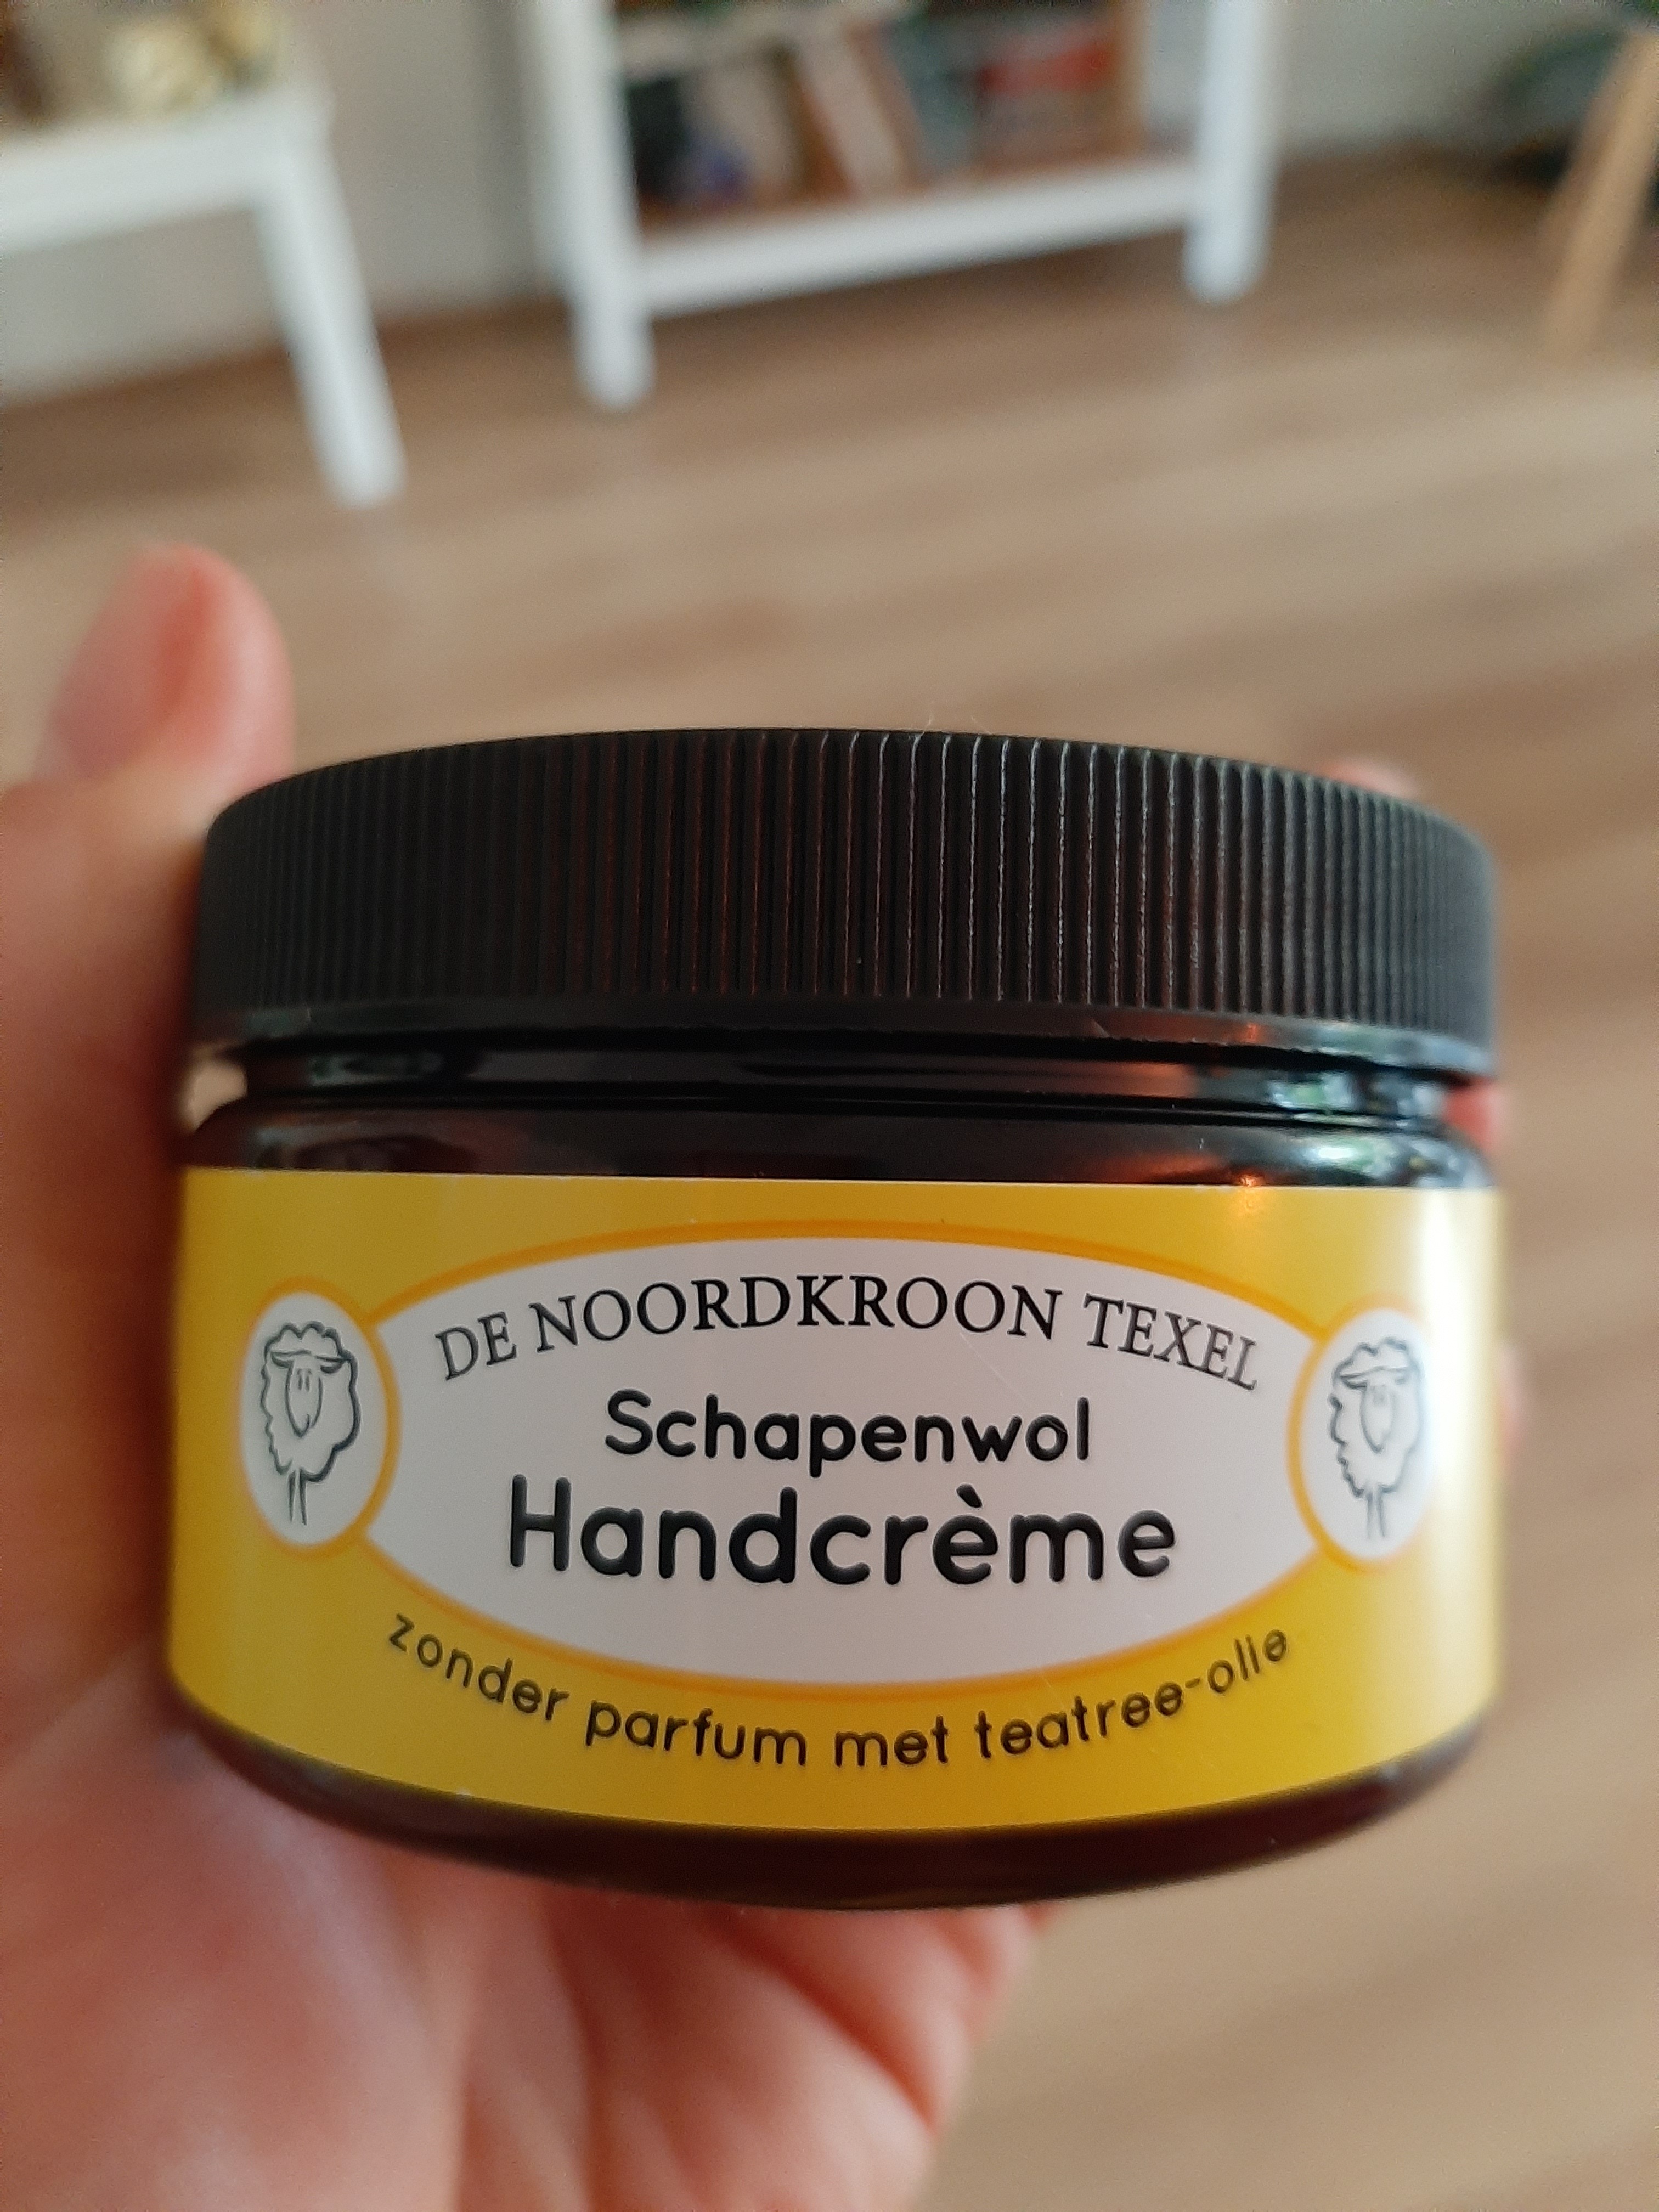 DE NOORDKROON TEXEL
Schapenwol
Handcrème
zonder parfum met teatree-olie